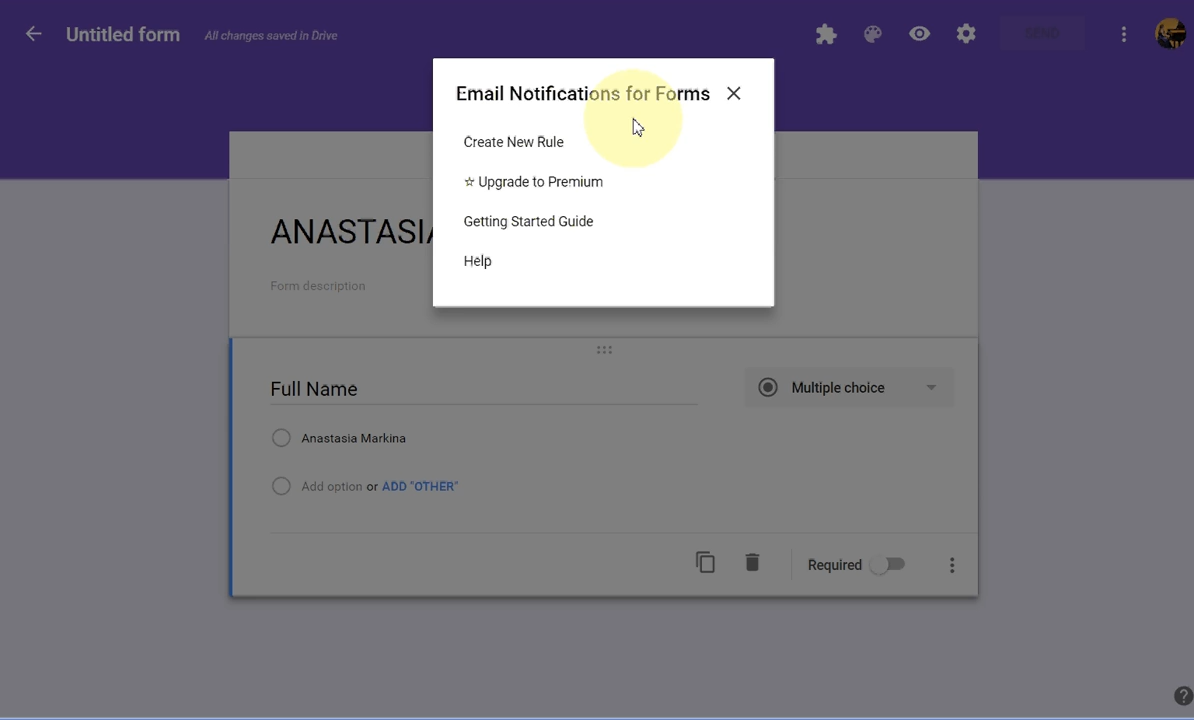 Untitled form All changes saved in Drive SEND
Email Notifications for Forms
Create New Rule
☆ Upgrade to Premium
Getting Started Guide
Help
ANASTASIA
Form description
Full Name
Multiple choice
Anastasia Markina
Add option or ADD "OTHER"
Required